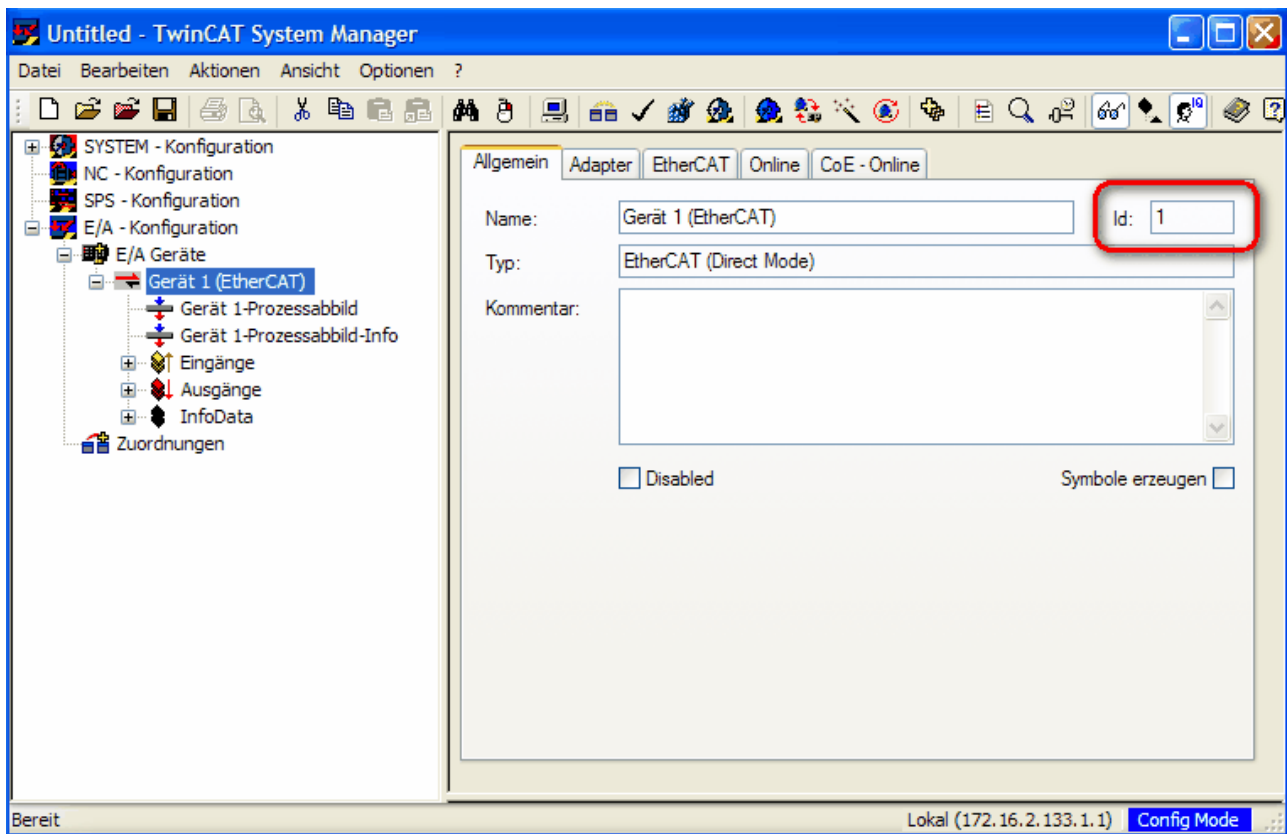 Untitled - TwinCAT System Manager
Datei Bearbeiten Aktionen Ansicht Optionen ?
SYSTEM - Konfiguration
NC - Konfiguration
SPS - Konfiguration
E/A - Konfiguration
E/A Geräte
Gerät 1 (EtherCAT)
Gerät 1-Prozessabbild
Gerät 1-Prozessabbild-Info
Eingänge
Ausgänge
InfoData
Zuordnungen
Allgemein Adapter EtherCAT Online CoE - Online
Name: Gerät 1 (EtherCAT) Id: 1
Typ: EtherCAT (Direct Mode)
Kommentar:
Disabled Symbole erzeugen
Bereit Lokal (172.16.2.133.1.1) Config Mode